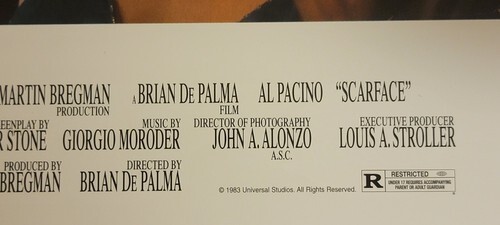 MARTIN BREGMAN PRODUCTION A BRIAN DE PALMA FILM AL PACINO "SCARFACE"
EENPLAY BY MUSIC BY DIRECTOR OF PHOTOGRAPHY EXECUTIVE PRODUCER
R STONE GIORGIO MORODER JOHN A. ALONZO LOUIS A. STROLLER
A.S.C.
PRODUCED BY DIRECTED BY
BREGMAN BRIAN DE PALMA
© 1983 Universal Studios. All Rights Reserved.
R RESTRICTED
UNDER 17 REQUIRES ACCOMPANYING
PARENT OR ADULT GUARDIAN